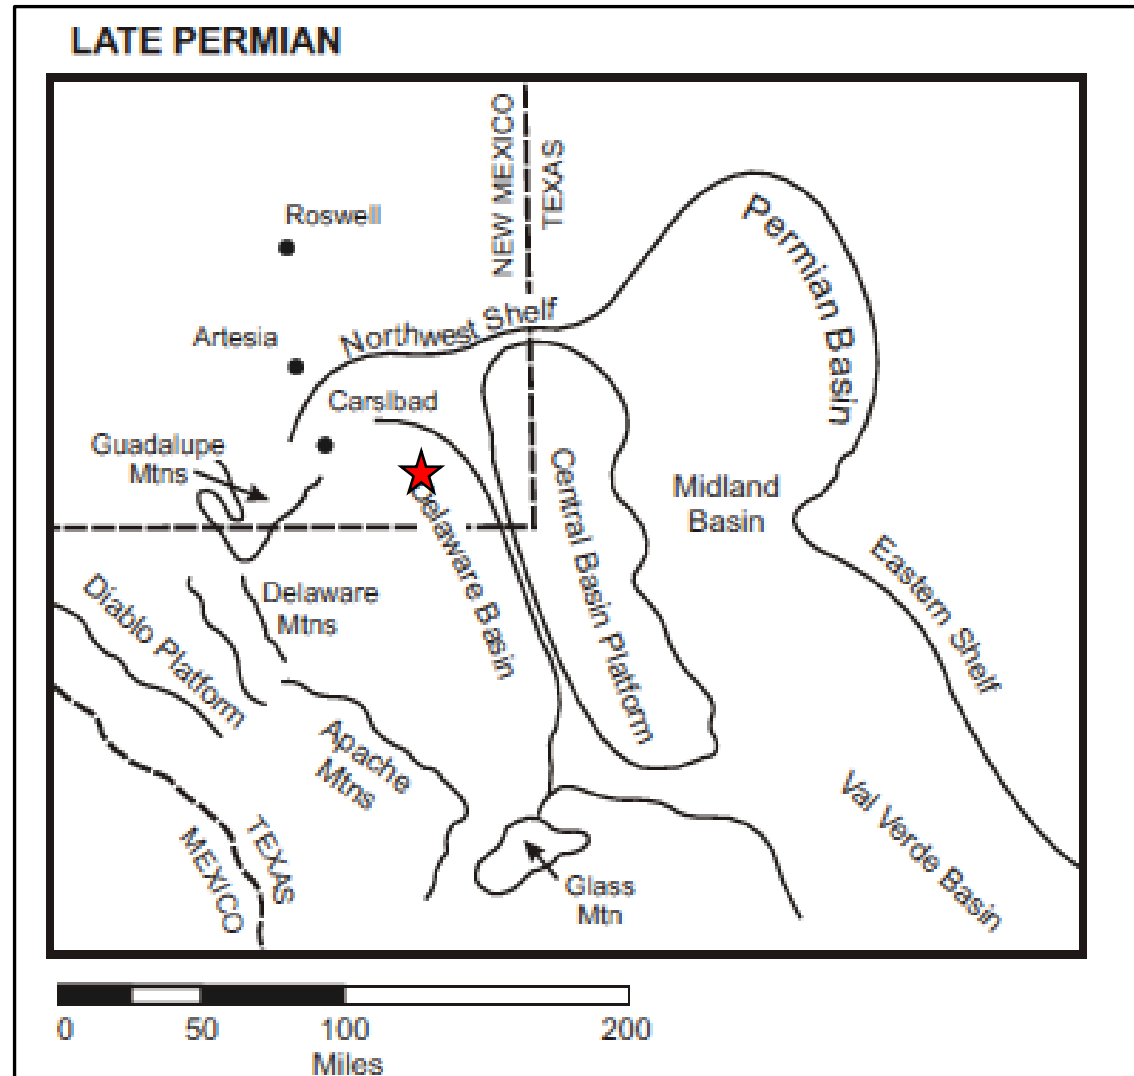 LATE PERMIAN
NEW MEXICO
TEXAS
Roswell
Permian Basin
Northwest Shelf
Artesia
Carslbad
Guadalupe
Mtns
Central Basin Platform
Midland
Basin
Delaware Basin
Eastern Shelf
Delaware
Mtns
Diablo Platform
Apache
Mtns
Val Verde Basin
TEXAS
MEXICO
Glass
Mtn
0 50 100 200
Miles